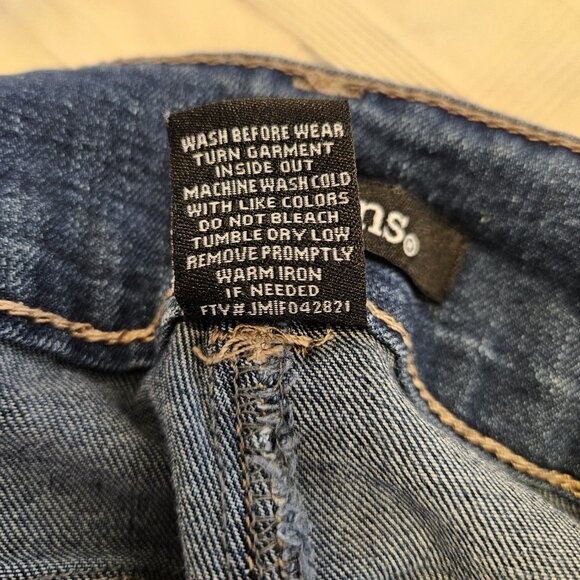 WASH BEFORE WEAR
TURN GARMENT
INSIDE OUT
MACHINE WASH COLD
WITH LIKE COLORS
DO NOT BLEACH
TUMBLE DRY LOW
REMOVE PROMPTLY
WARM IRON
IF NEEDED
FTY# JMIF042821
ns®